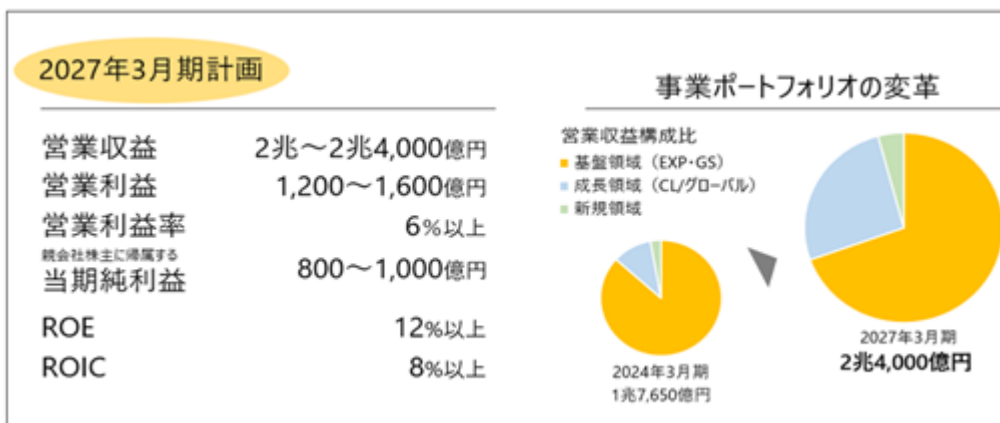 2027年3月期計画
営業収益 2兆～2兆4,000億円
営業利益 1,200～1,600億円
営業利益率 6%以上
親会社株主に帰属する
当期純利益 800～1,000億円
ROE 12%以上
ROIC 8%以上
事業ポートフォリオの変革
営業収益構成比
基盤領域（EXP・GS）
成長領域（CL/グローバル）
新規領域
2024年3月期
1兆7,650億円
2027年3月期
2兆4,000億円